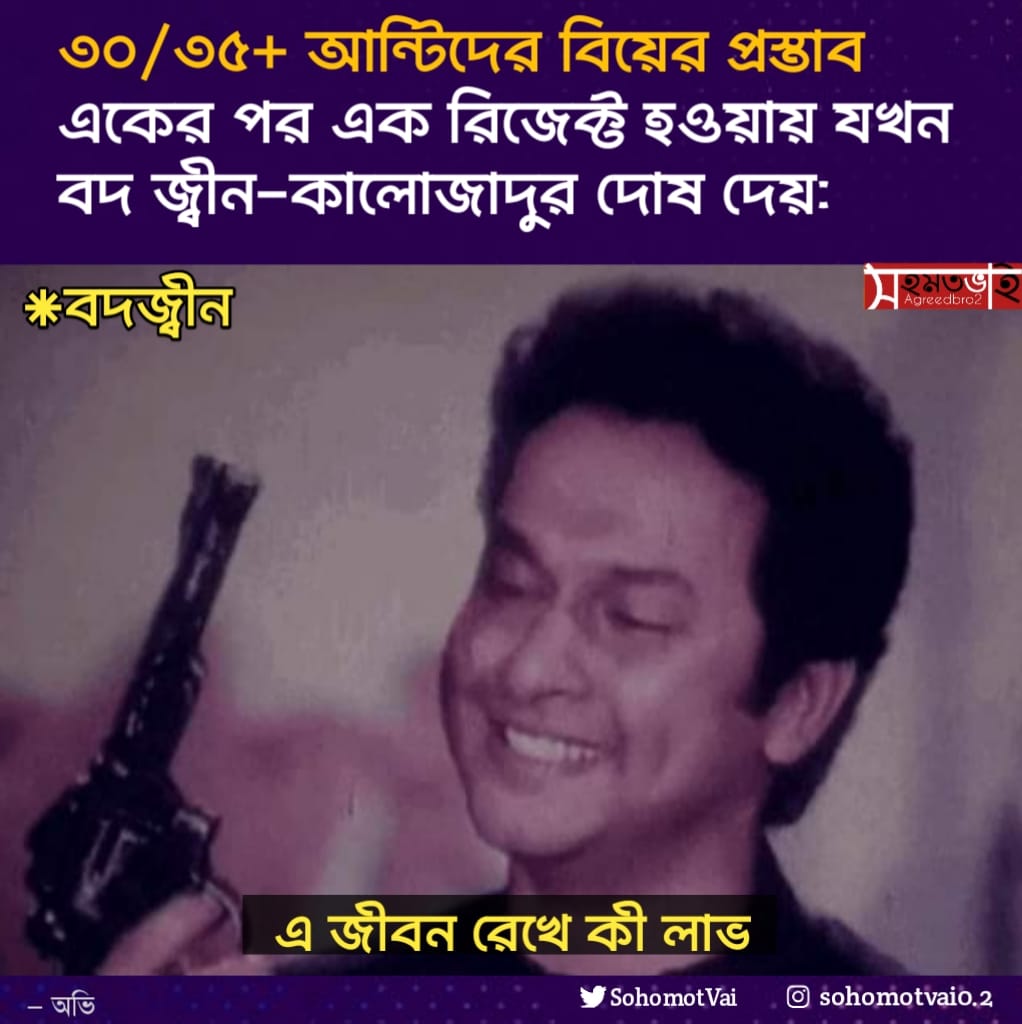 ৩০/৩৫+ আন্টিদের বিয়ের প্রস্তাব
একের পর এক রিজেক্ট হওয়ায় যখন
বদ জ্বীন-কালোজাদুর দোষ দেয়:
*বদজ্বীন
সহমতভাই
Agreedbro2
এ জীবন রেখে কী লাভ
- অভি
SohomotVai
sohomotvai0.2